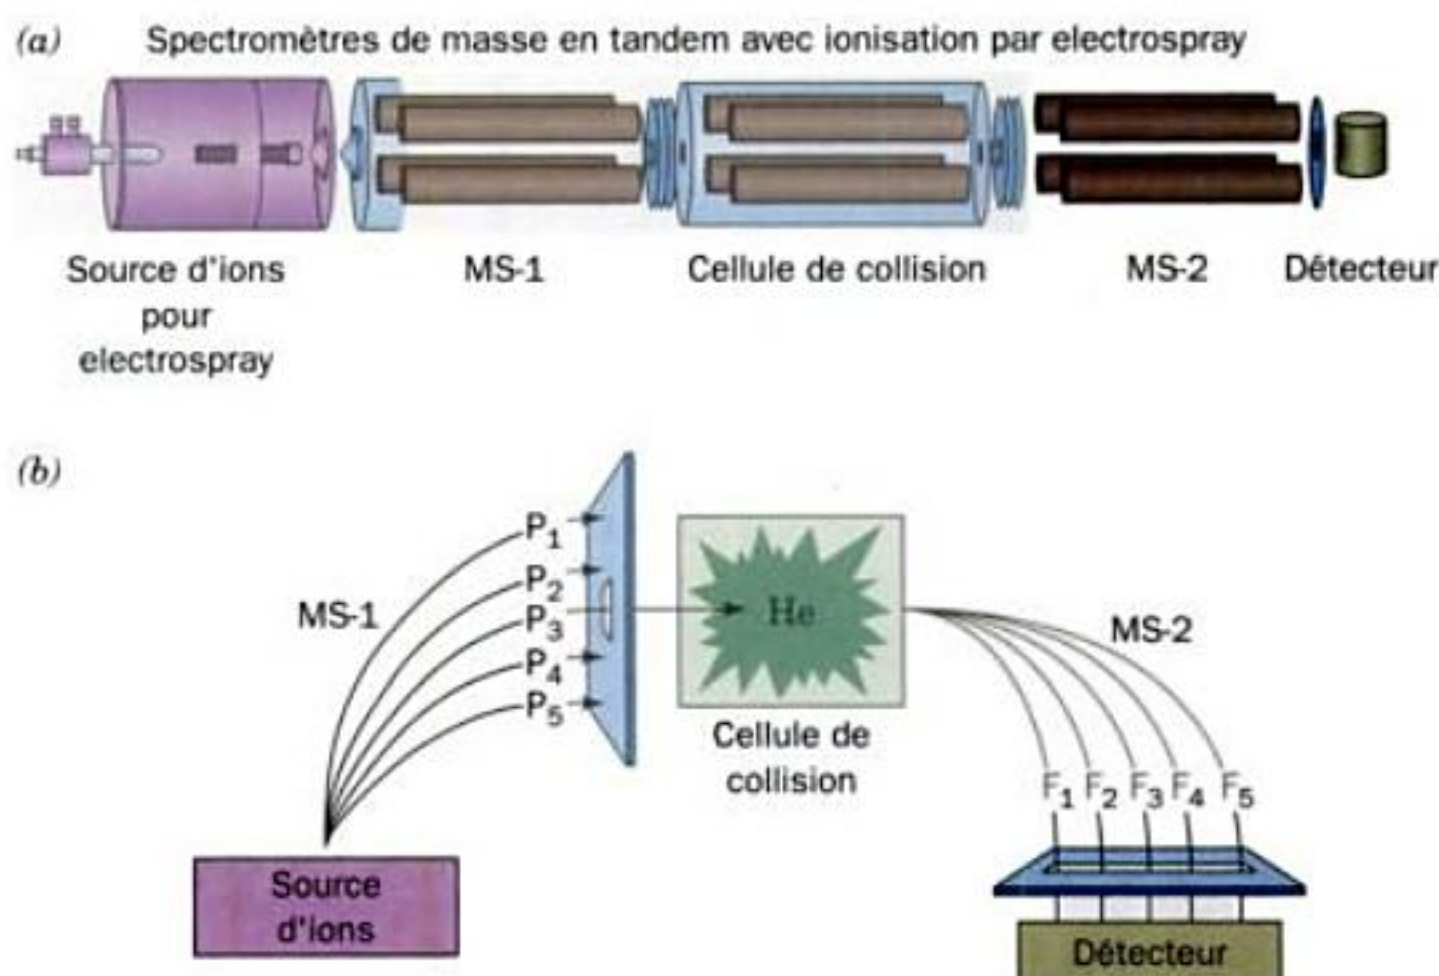 (a) Spectromètres de masse en tandem avec ionisation par electrospray
Source d'ions
pour
electrospray
MS-1
Cellule de collision
MS-2
Détecteur
(b)
MS-1
P1
P2
P3
P4
P5
He
Cellule de
collision
MS-2
F1 F2 F3 F4 F5
Source
d'ions
Détecteur